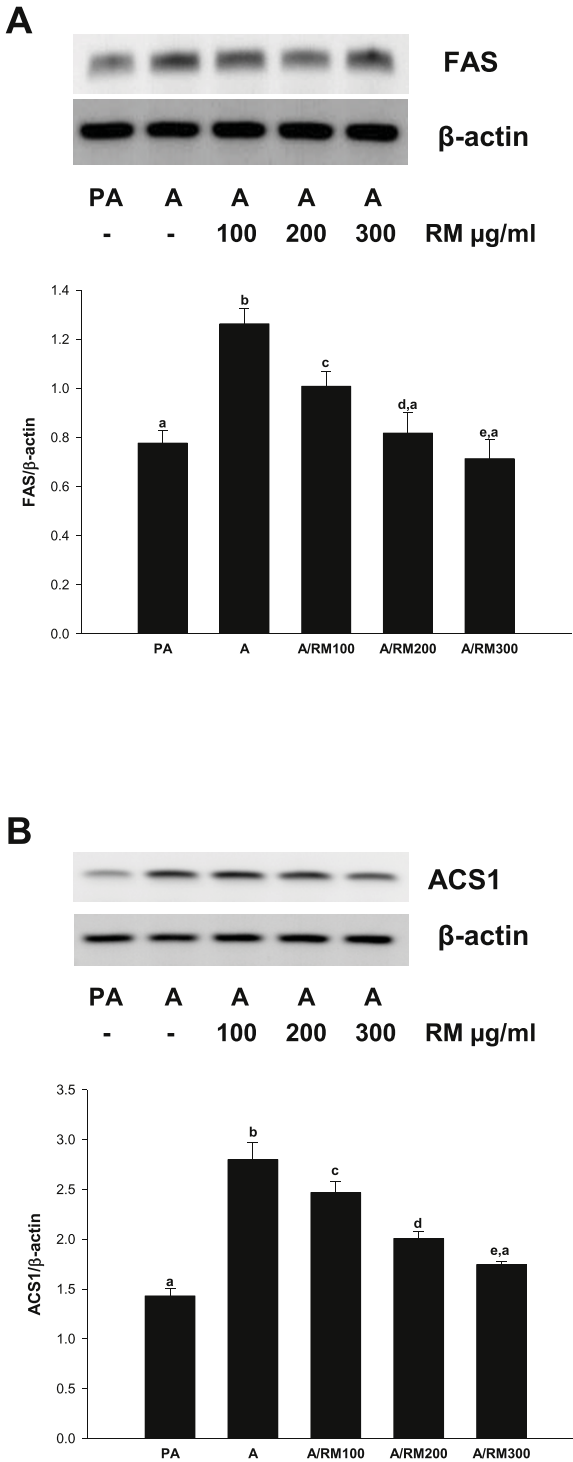 A
FAS
β-actin
PA A A A A
- - 100 200 300 RM µg/ml
1.4
1.2
1.0
0.8
0.6
0.4
0.2
0.0
FAS/β-actin
a
b
c
d,a
e,a
PA A A/RM100 A/RM200 A/RM300
B
ACS1
β-actin
PA A A A A
- - 100 200 300 RM µg/ml
3.5
3.0
2.5
2.0
1.5
1.0
0.5
0.0
ACS1/β-actin
a
b
c
d
e,a
PA A A/RM100 A/RM200 A/RM300